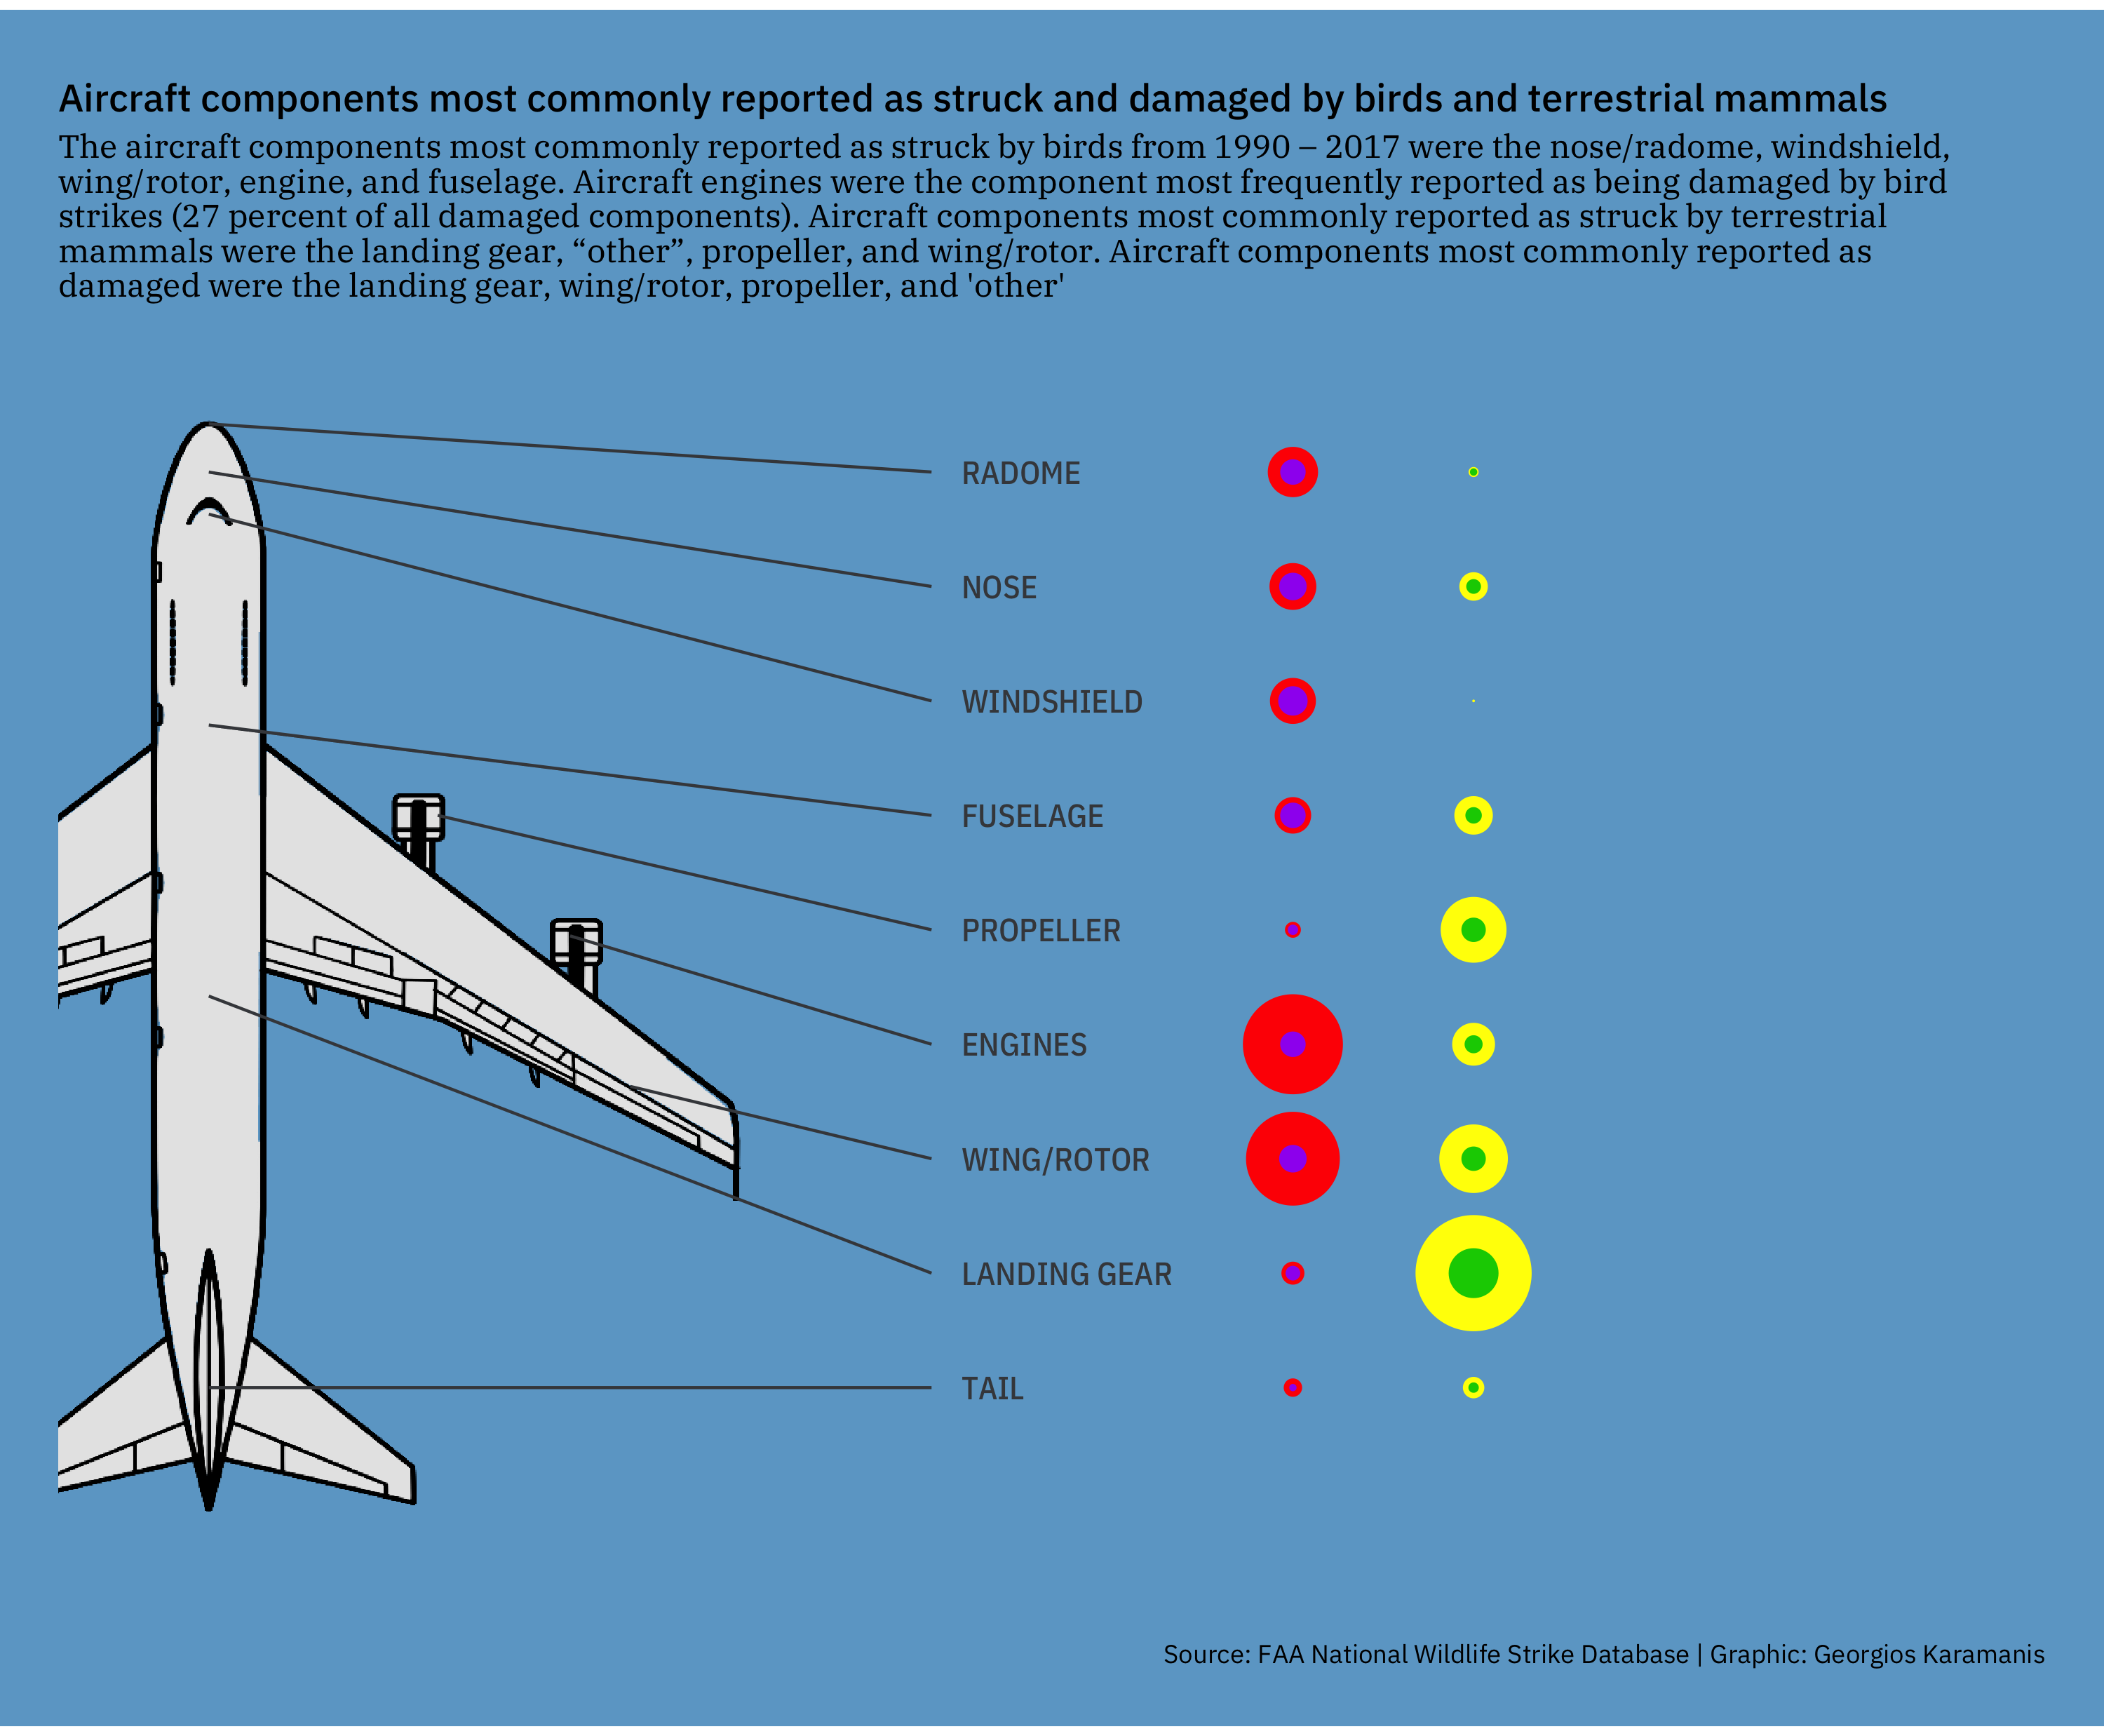 Aircraft components most commonly reported as struck and damaged by birds and terrestrial mammals
The aircraft components most commonly reported as struck by birds from 1990 – 2017 were the nose/radome, windshield,
wing/rotor, engine, and fuselage. Aircraft engines were the component most frequently reported as being damaged by bird
strikes (27 percent of all damaged components). Aircraft components most commonly reported as struck by terrestrial
mammals were the landing gear, “other”, propeller, and wing/rotor. Aircraft components most commonly reported as
damaged were the landing gear, wing/rotor, propeller, and 'other'
RADOME
NOSE
WINDSHIELD
FUSELAGE
PROPELLER
ENGINES
WING/ROTOR
LANDING GEAR
TAIL
Source: FAA National Wildlife Strike Database | Graphic: Georgios Karamanis